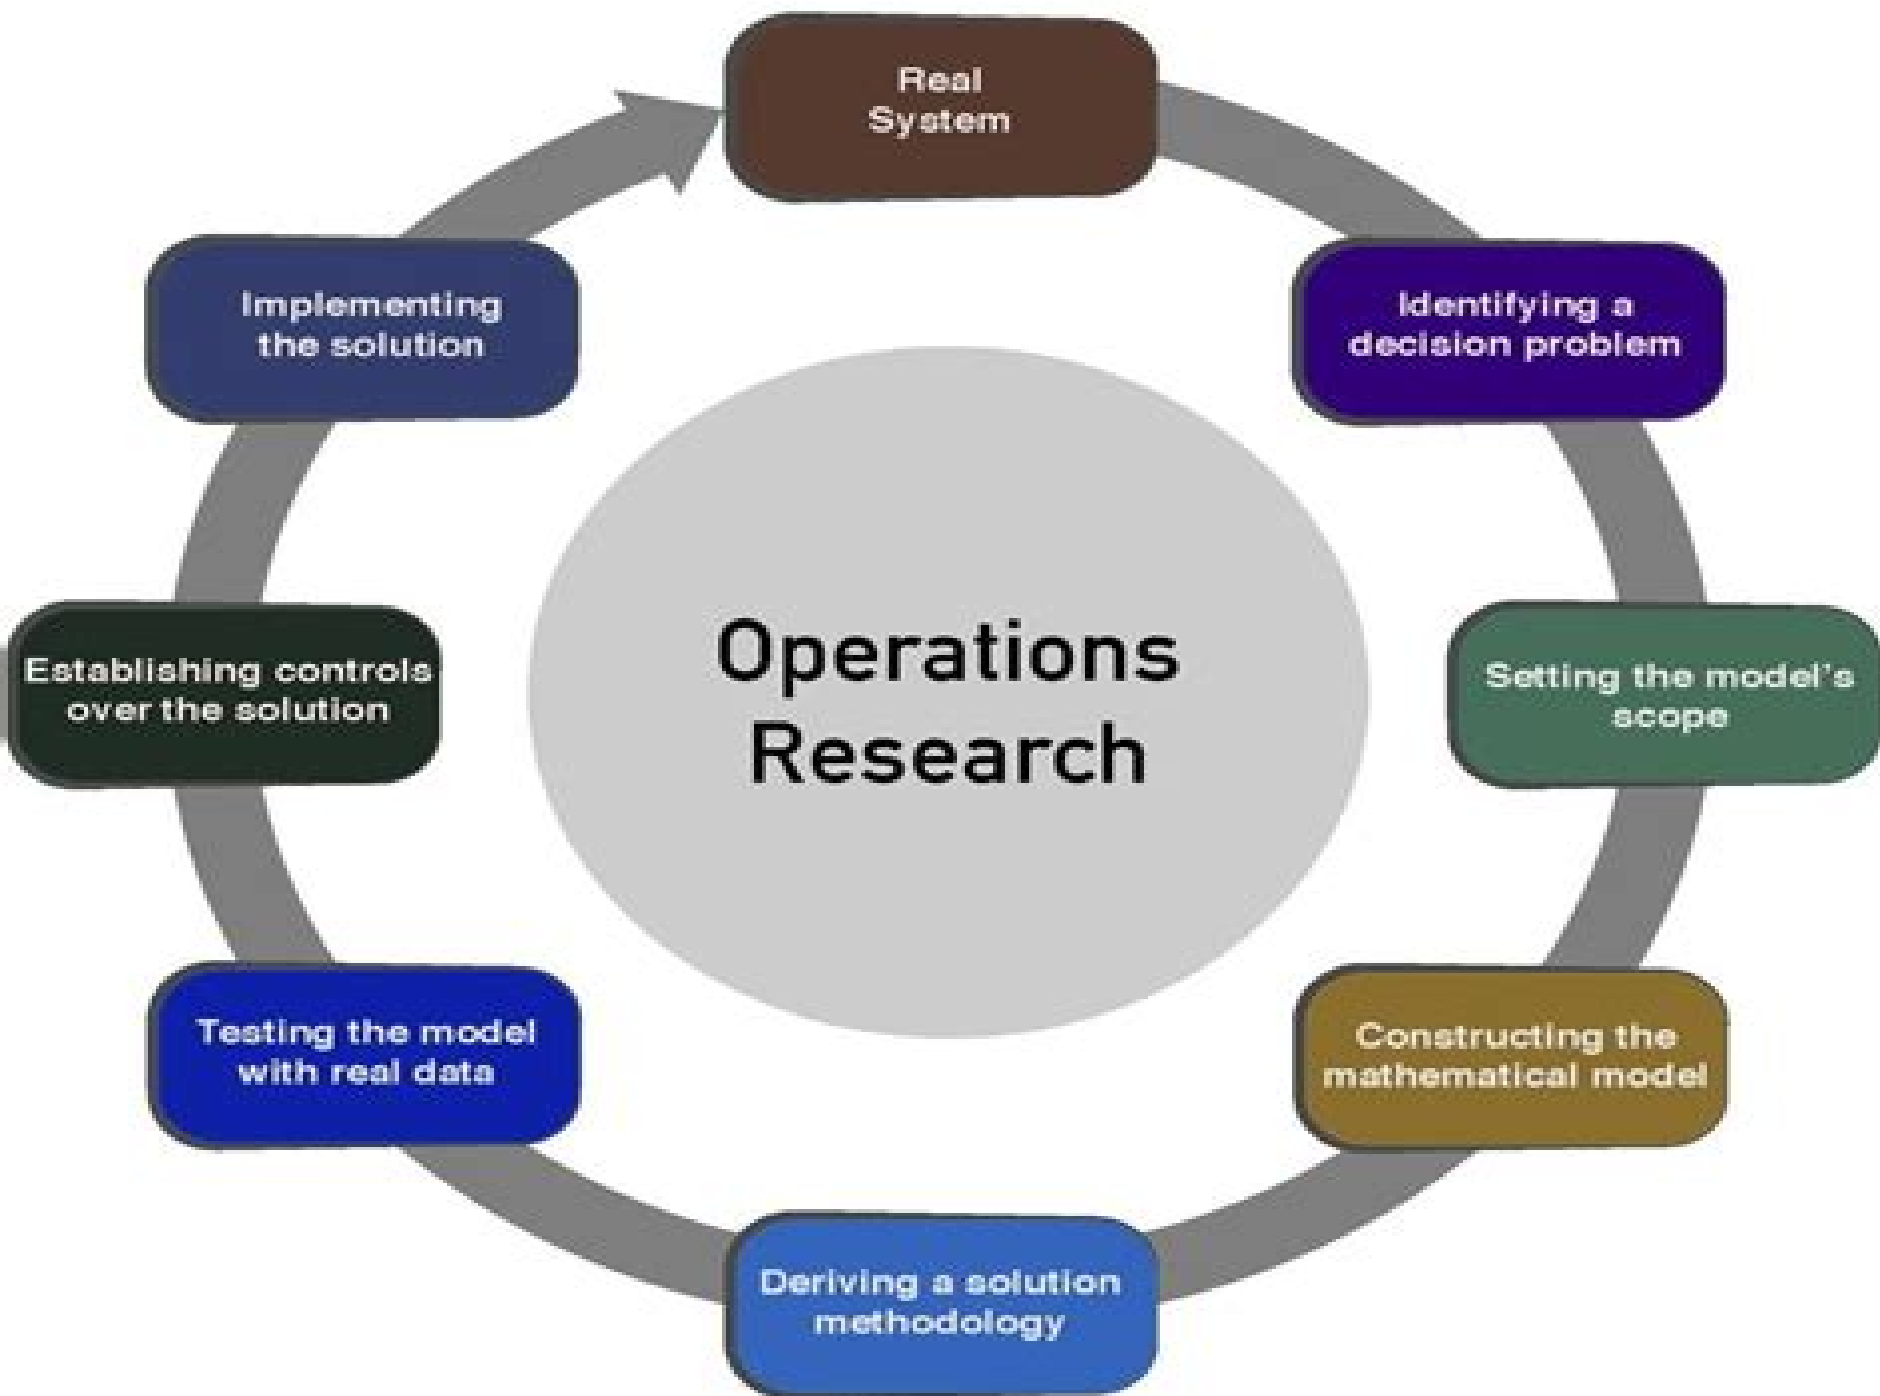 Real
System
Identifying a
decision problem
Setting the model's
scope
Constructing the
mathematical model
Deriving a solution
methodology
Testing the model
with real data
Establishing controls
over the solution
Implementing
the solution
Operations
Research